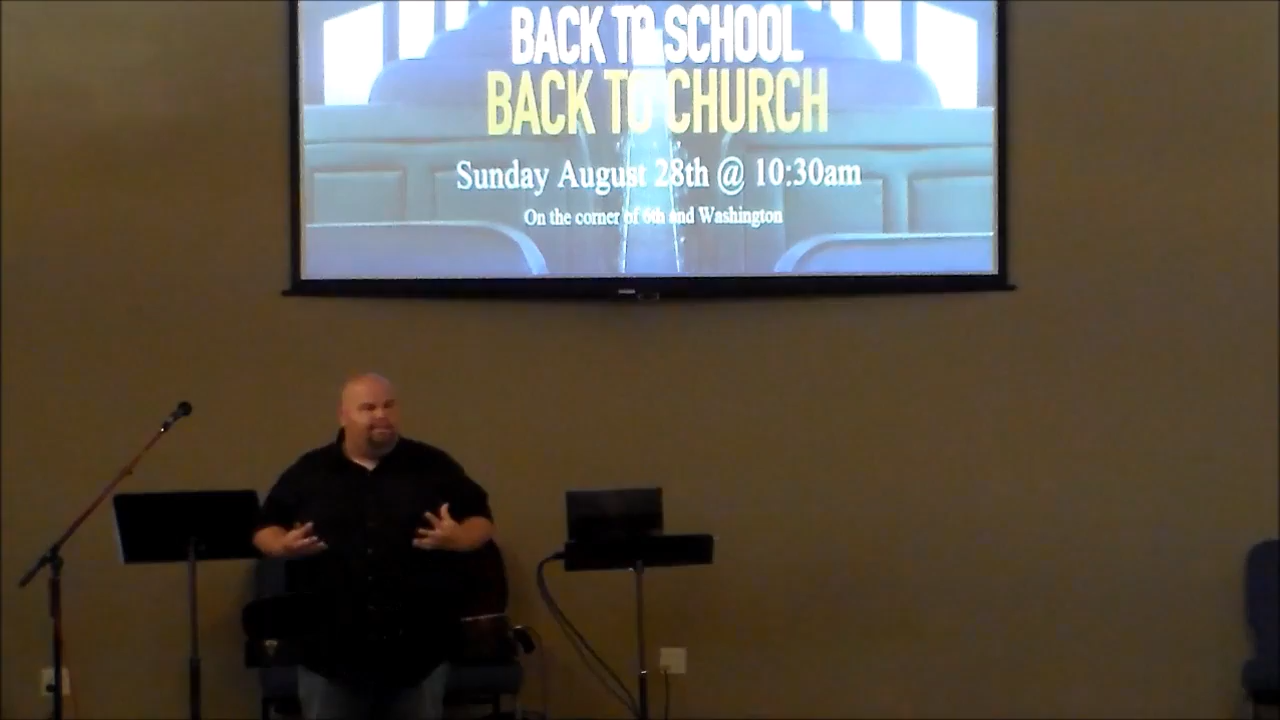 BACK TO SCHOOL
BACK TO CHURCH
Sunday August 28th @ 10:30am
On the corner of 6th and Washington